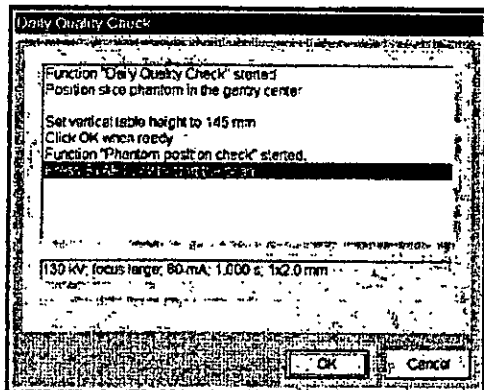 Daily Quality Check
Function "Daily Quality Check" started
Position slice phantom in the gantry center
Set vertical table height to 145 mm
Click OK when ready
Function "Phantom position check" started.
130 kV; focus large; 60 mA; 1.000 s; 1x2.0 mm
OK
Cancel